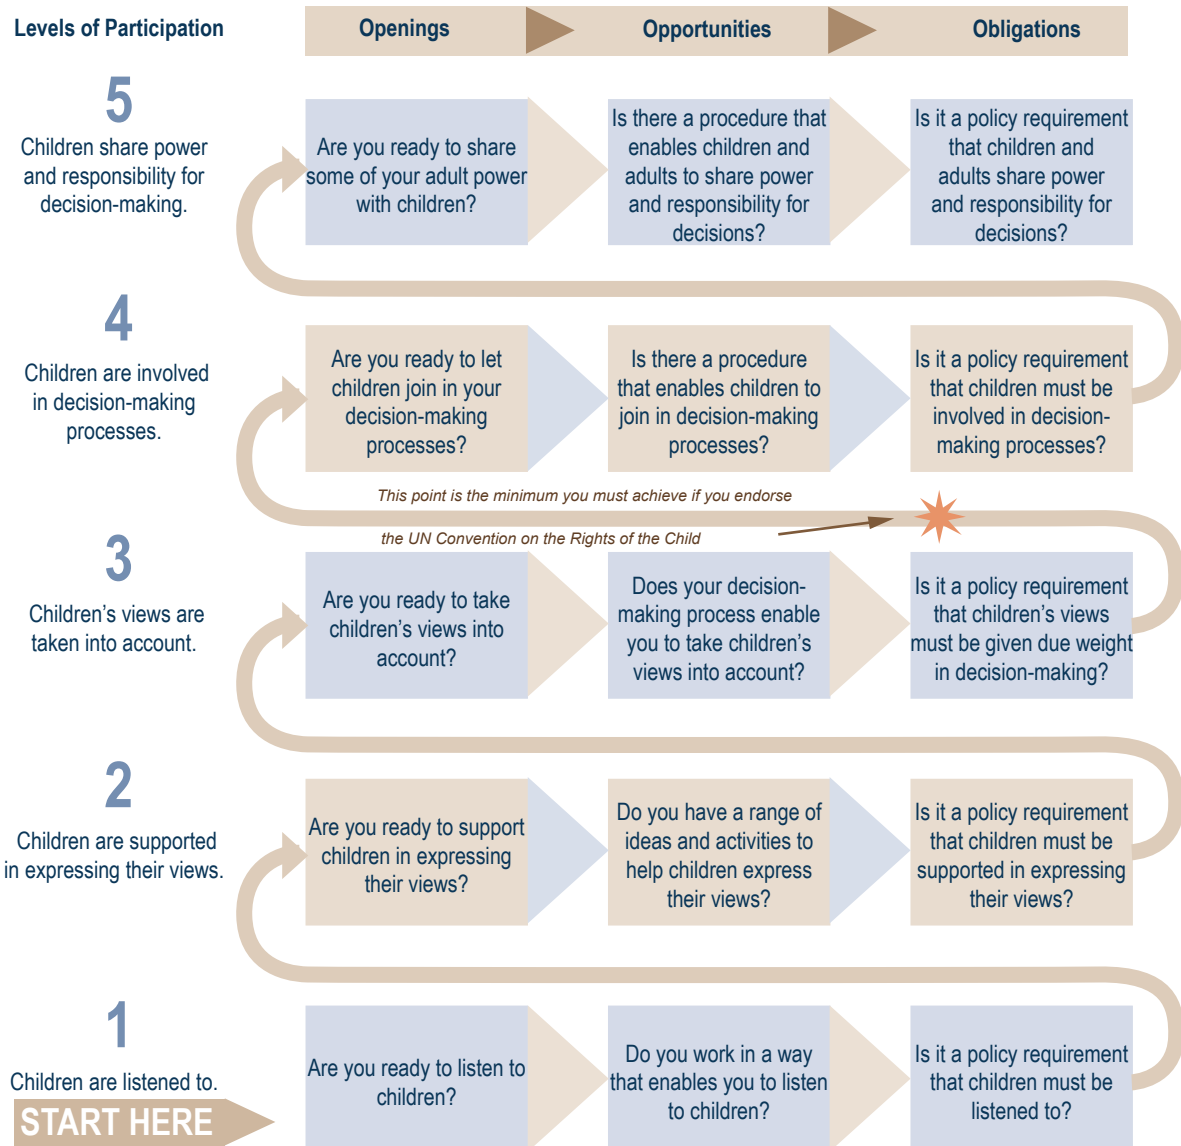 Levels of Participation
Openings
Opportunities
Obligations
5
Children share power
and responsibility for
decision-making.
Are you ready to share
some of your adult power
with children?
Is there a procedure that
enables children and
adults to share power
and responsibility for
decisions?
Is it a policy requirement
that children and
adults share power
and responsibility for
decisions?
4
Children are involved
in decision-making
processes.
Are you ready to let
children join in your
decision-making
processes?
Is there a procedure
that enables children to
join in decision-making
processes?
Is it a policy requirement
that children must be
involved in decision-
making processes?
This point is the minimum you must achieve if you endorse
the UN Convention on the Rights of the Child
3
Children’s views are
taken into account.
Are you ready to take
children’s views into
account?
Does your decision-
making process enable
you to take children’s
views into account?
Is it a policy requirement
that children’s views
must be given due weight
in decision-making?
2
Children are supported
in expressing their views.
Are you ready to support
children in expressing
their views?
Do you have a range of
ideas and activities to
help children express
their views?
Is it a policy requirement
that children must be
supported in expressing
their views?
1
Children are listened to.
START HERE
Are you ready to listen to
children?
Do you work in a way
that enables you to listen
to children?
Is it a policy requirement
that children must be
listened to?